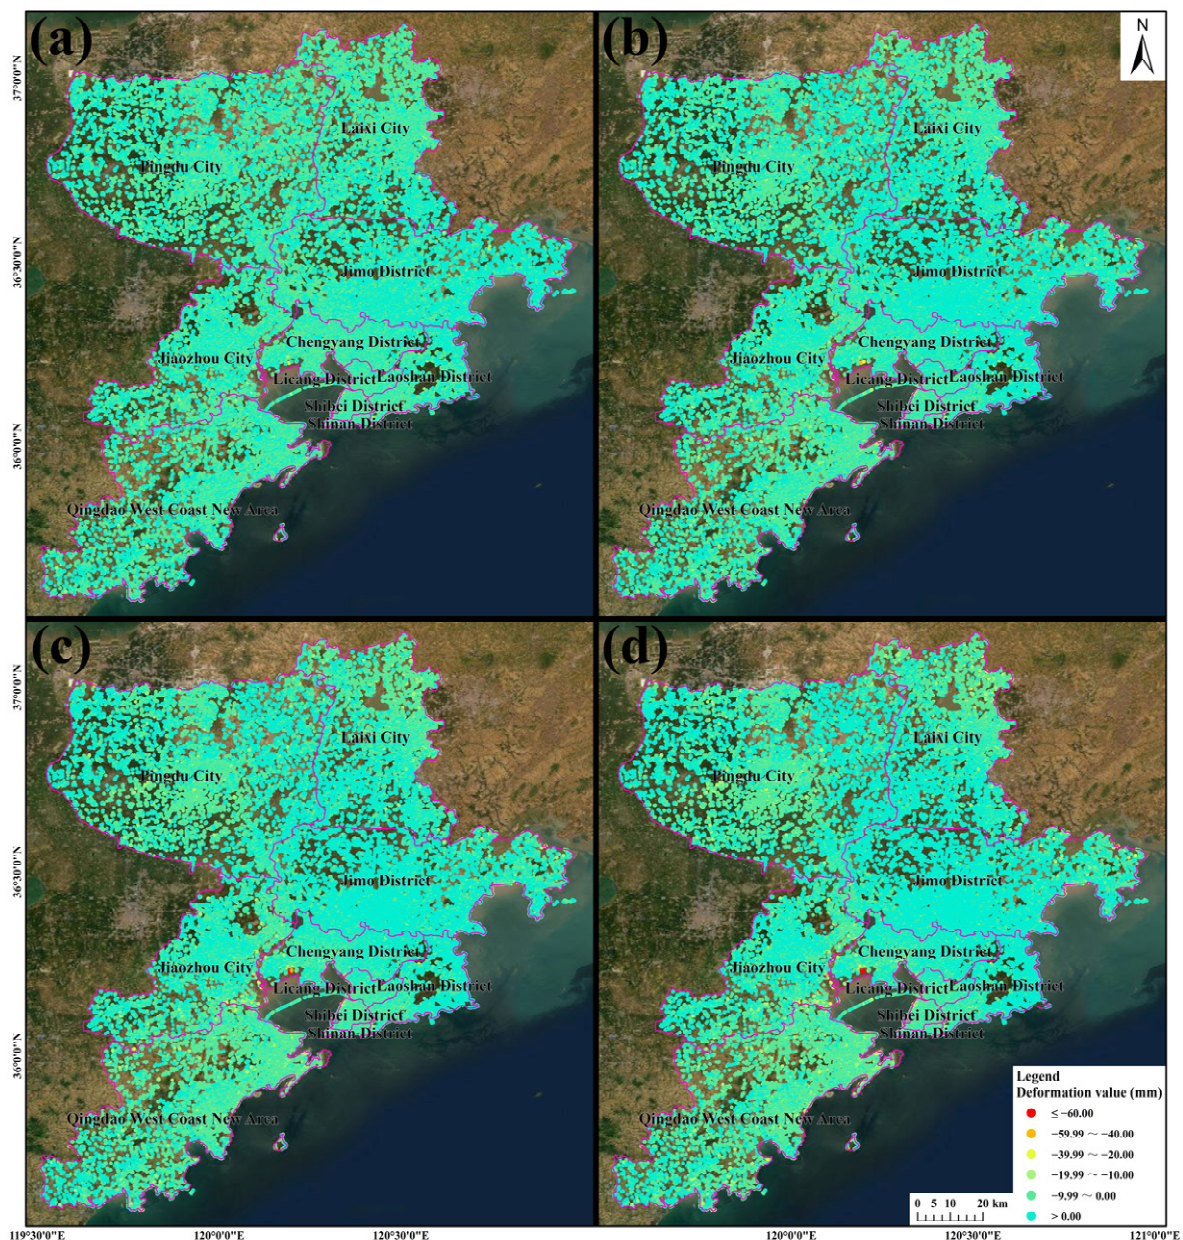 (a)
Laixi City
Pingdu City
Jimo District
Chengyang District
Jiaozhou City
Licang District
Laoshan District
Shibei District
Shinan District
Qingdao West Coast New Area
37°0'0"N
36°30'0"N
36°0'0"N
(b)
N
Laixi City
Pingdu City
Jimo District
Chengyang District
Jiaozhou City
Licang District
Laoshan District
Shibei District
Shinan District
Qingdao West Coast New Area
(c)
Laixi City
Pingdu City
Jimo District
Chengyang District
Jiaozhou City
Licang District
Laoshan District
Shibei District
Shinan District
Qingdao West Coast New Area
37°0'0"N
36°30'0"N
36°0'0"N
(d)
Laixi City
Pingdu City
Jimo District
Chengyang District
Jiaozhou City
Licang District
Laoshan District
Shibei District
Shinan District
Qingdao West Coast New Area
Legend
Deformation value (mm)
≤ −60.00
−59.99 ~ −40.00
−39.99 ~ −20.00
−19.99 ~ −10.00
−9.99 ~ 0.00
> 0.00
0 5 10 20 km
119°30'0"E 120°0'0"E 120°30'0"E 120°0'0"E 120°30'0"E 121°0'0"E